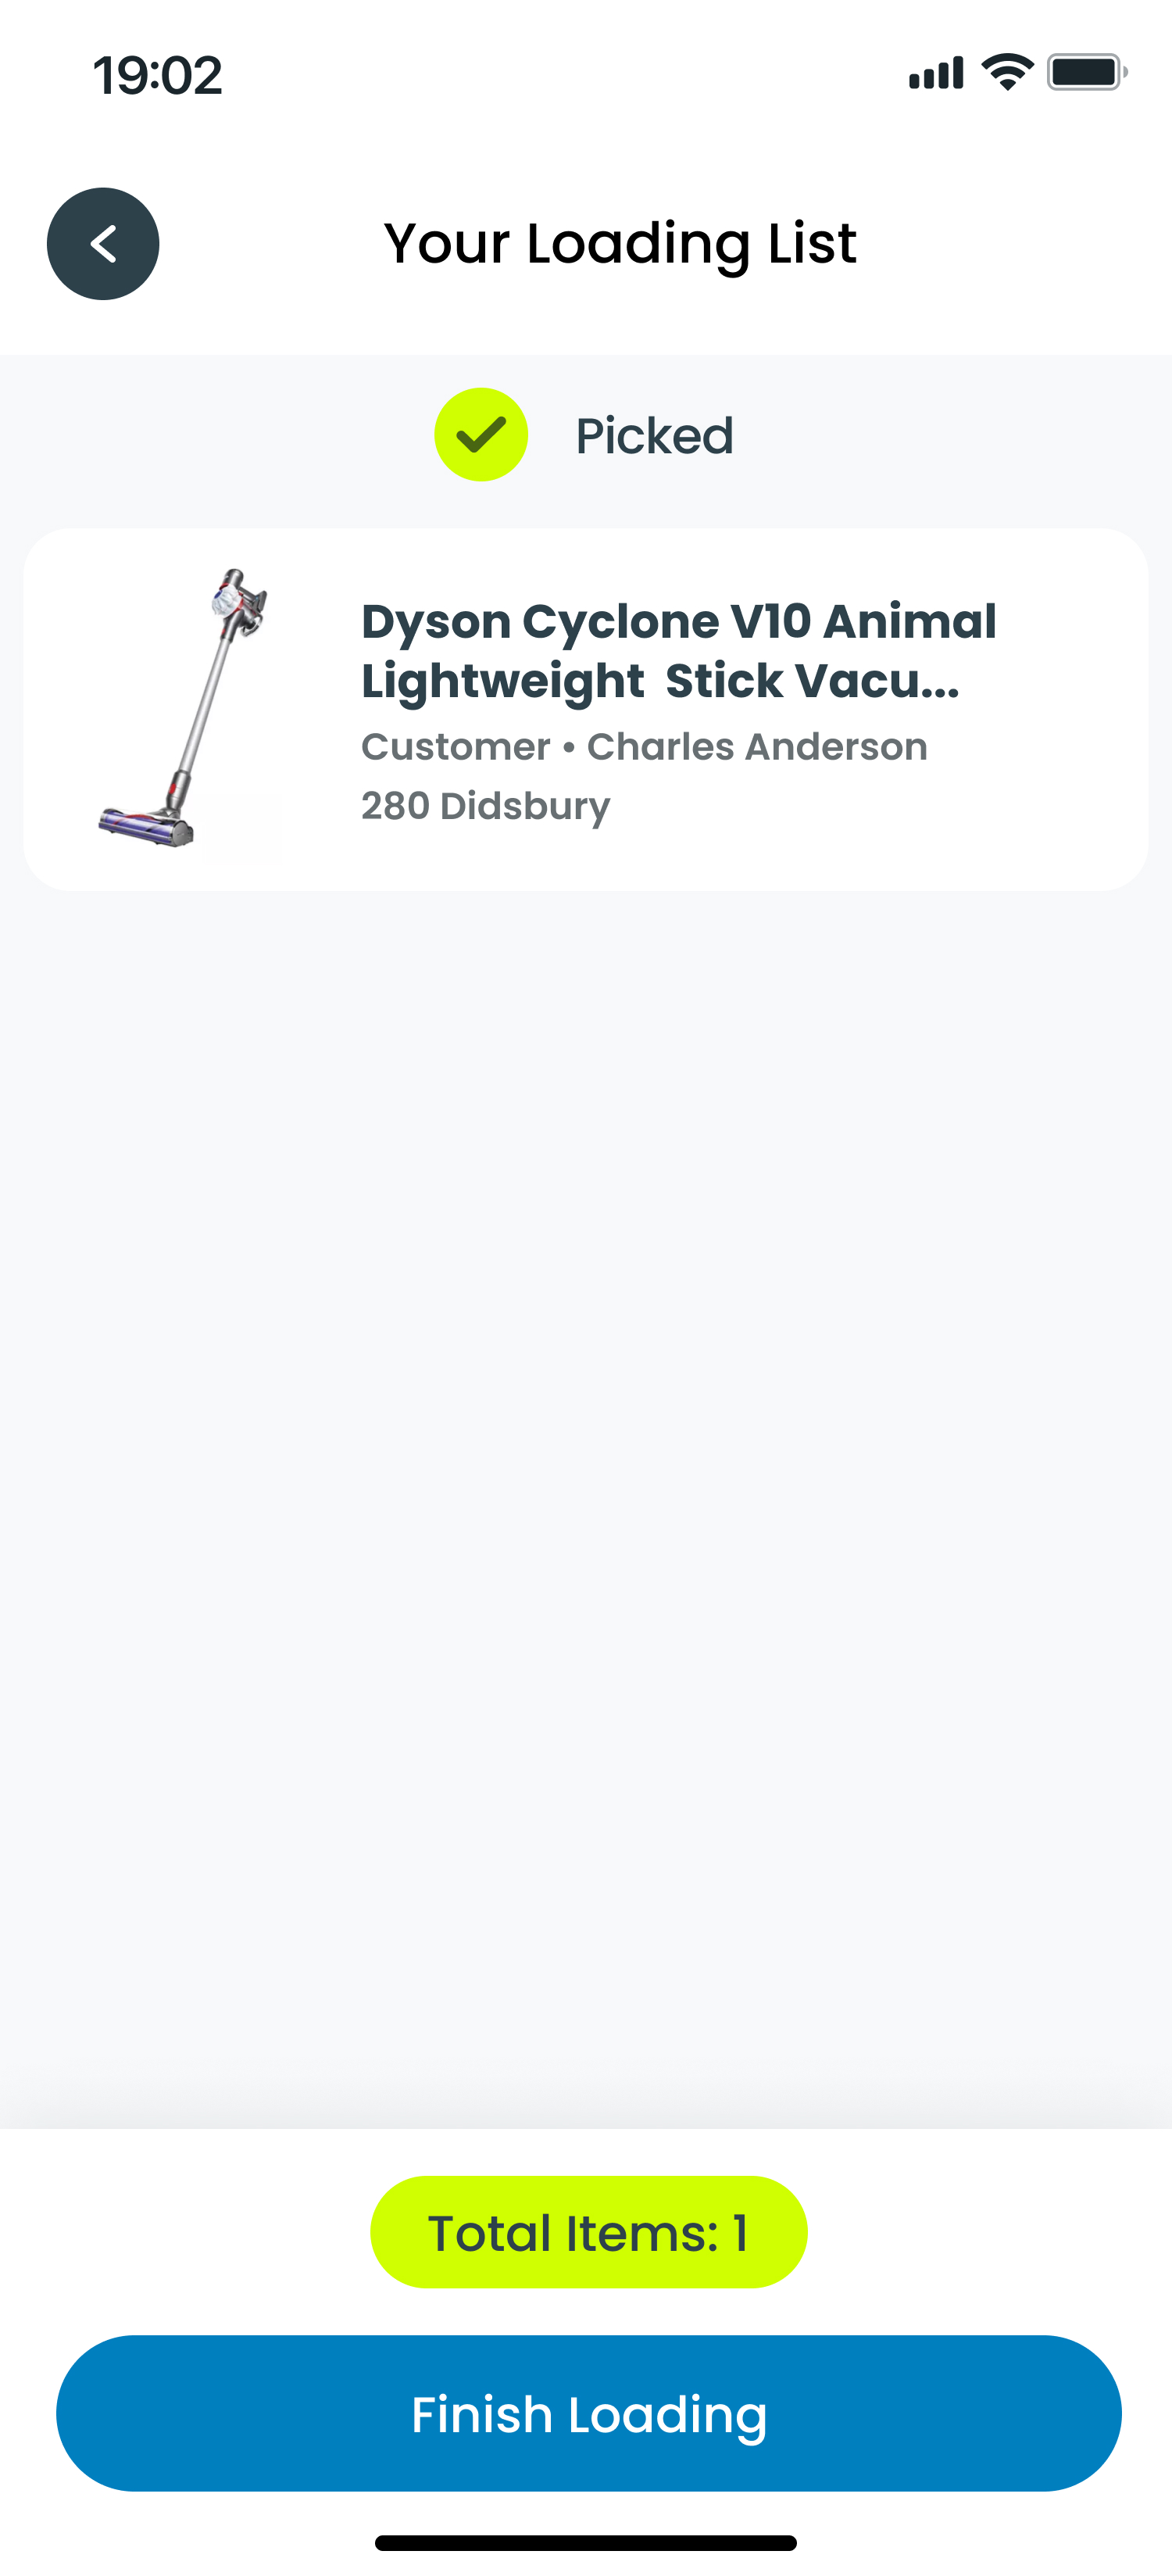 19:02
Your Loading List
Picked
Dyson Cyclone V10 Animal
Lightweight  Stick Vacu...
Customer • Charles Anderson
280 Didsbury
Total Items: 1
Finish Loading